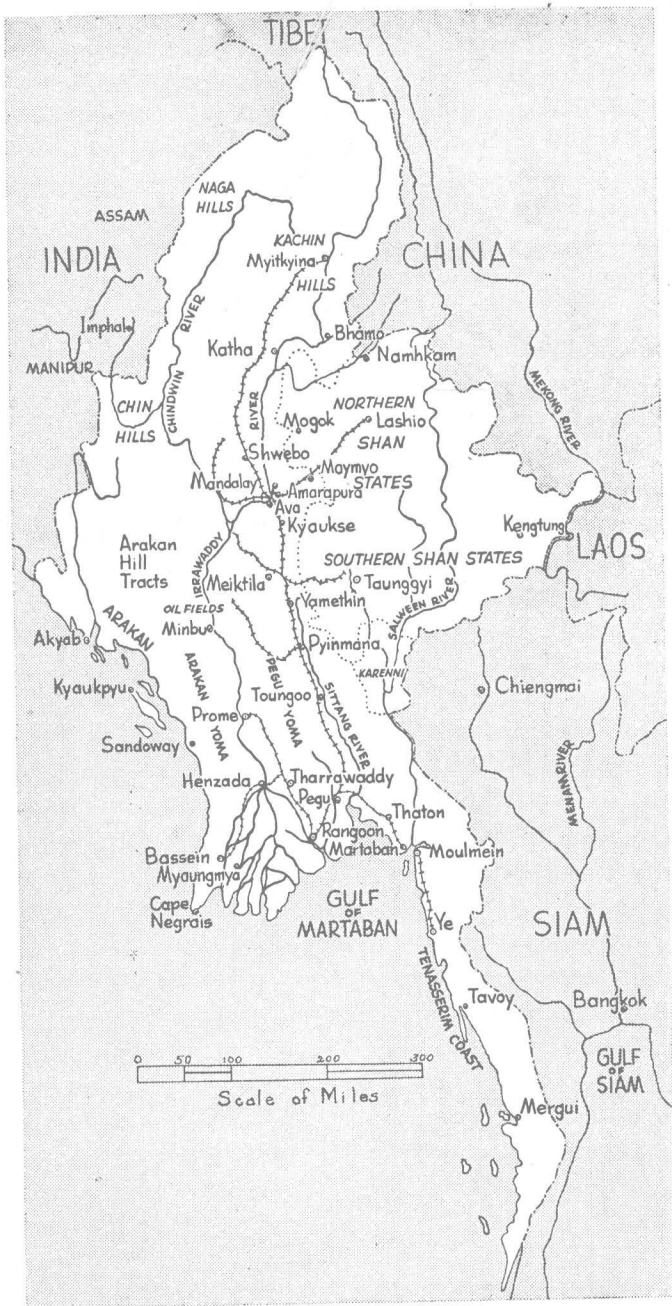 TIBET
NAGA
HILLS
ASSAM
INDIA
KACHIN
Myitkyina
HILLS
CHINA
Imphal
MANIPUR
CHINDWIN RIVER
Katha
Bhamo
Namhkam
MEKONG RIVER
CHIN
HILLS
RIVER
Mogok
NORTHERN
Lashio
SHAN
STATES
Shwebo
Maymyo
Mandalay
Amarapura
Ava
Kyaukse
Kengtung
LAOS
Arakan
Hill
Tracts
IRRAWADDY
SOUTHERN SHAN STATES
Meiktila
Taunggyi
SALWEEN RIVER
OIL FIELDS
Yamethin
Minbu
ARAKAN
Akyab
Pyinmana
KARENNI
Kyaukpyu
ARAKAN
YOMA
PEGU
YOMA
Toungoo
SITTANG RIVER
Chiengmai
Prome
Sandoway
MENAM RIVER
Henzada
Tharrawaddy
Pegu
Thaton
Rangoon
Martaban
Moulmein
Bassein
Myaungmya
Cape
Negrais
GULF
OF
MARTABAN
Ye
SIAM
TENASSERIM COAST
Tavoy
Bangkok
GULF
OF
SIAM
0 50 100 200 300
Scale of Miles
Mergui